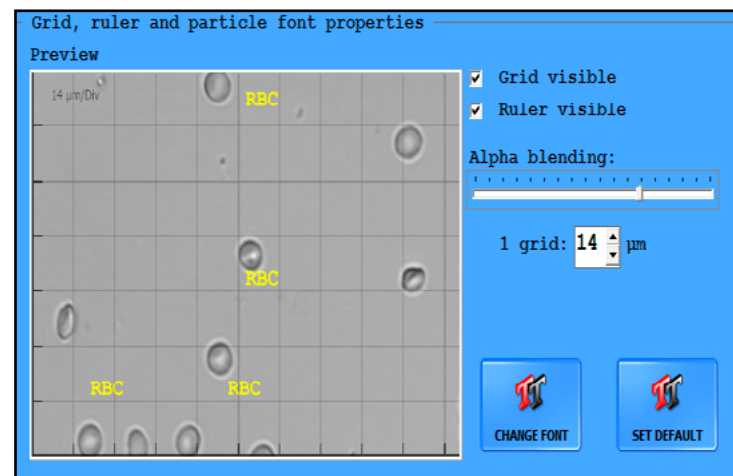 Grid, ruler and particle font properties
Preview
14 µm/Div
RBC
RBC
RBC
RBC
Grid visible
Ruler visible
Alpha blending:
1 grid: 14 µm
CHANGE FONT
SET DEFAULT